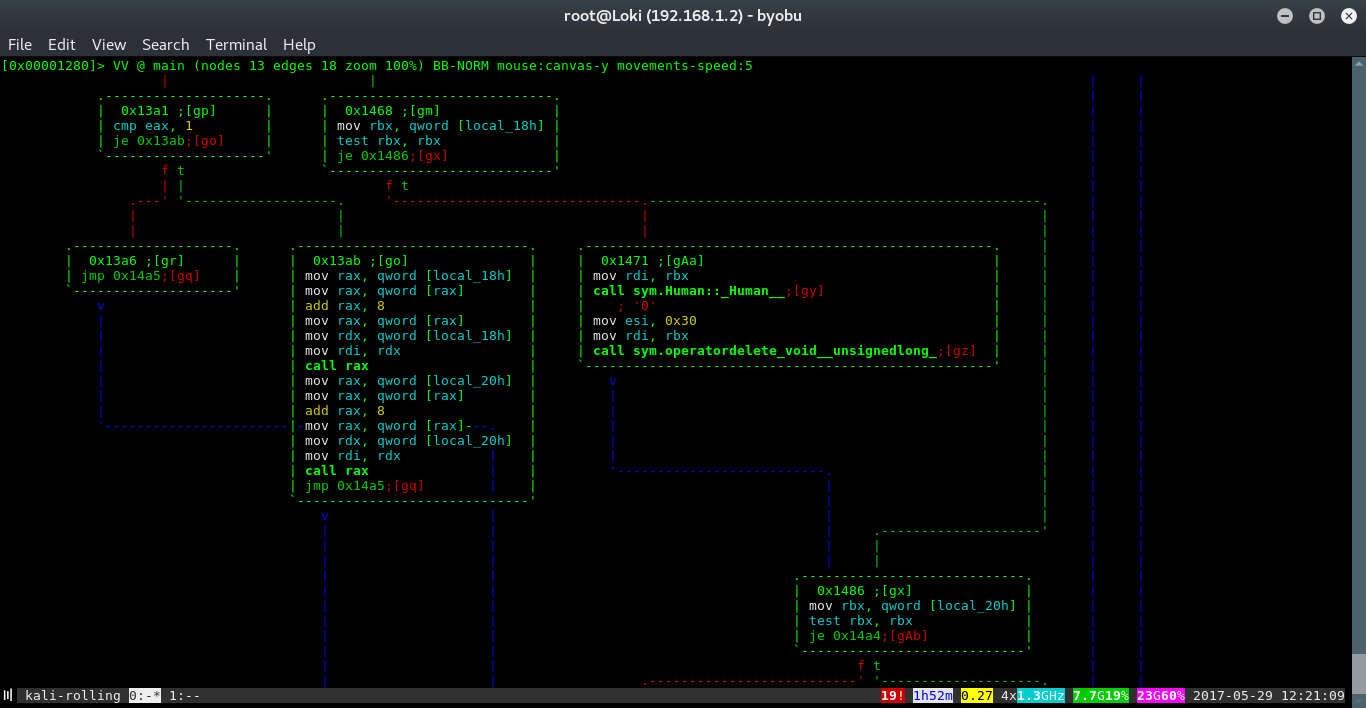 root@Loki (192.168.1.2) - byobu
File Edit View Search Terminal Help
[0x00001280]> VV @ main (nodes 13 edges 18 zoom 100%) BB-NORM mouse:canvas-y movements-speed:5
0x13a1 ;[gp]
cmp eax, 1
je 0x13ab;[go]
f t
0x1468 ;[gm]
mov rbx, qword [local_18h]
test rbx, rbx
je 0x1486;[gx]
f t
0x13a6 ;[gr]
jmp 0x14a5;[gq]
v
0x13ab ;[go]
mov rax, qword [local_18h]
mov rax, qword [rax]
add rax, 8
mov rax, qword [rax]
mov rdx, qword [local_18h]
mov rdi, rdx
call rax
mov rax, qword [local_20h]
mov rax, qword [rax]
add rax, 8
mov rax, qword [rax]
mov rdx, qword [local_20h]
mov rdi, rdx
call rax
jmp 0x14a5;[gq]
v
0x1471 ;[gAa]
mov rdi, rbx
call sym.Human::_Human__;[gy]
; '0'
mov esi, 0x30
mov rdi, rbx
call sym.operatordelete_void__unsignedlong_;[gz]
v
0x1486 ;[gx]
mov rbx, qword [local_20h]
test rbx, rbx
je 0x14a4;[gAb]
f t
kali-rolling 0:-* 1:-- 19! 1h52m 0.27 4x1.3GHz 7.7G19% 23G60% 2017-05-29 12:21:09